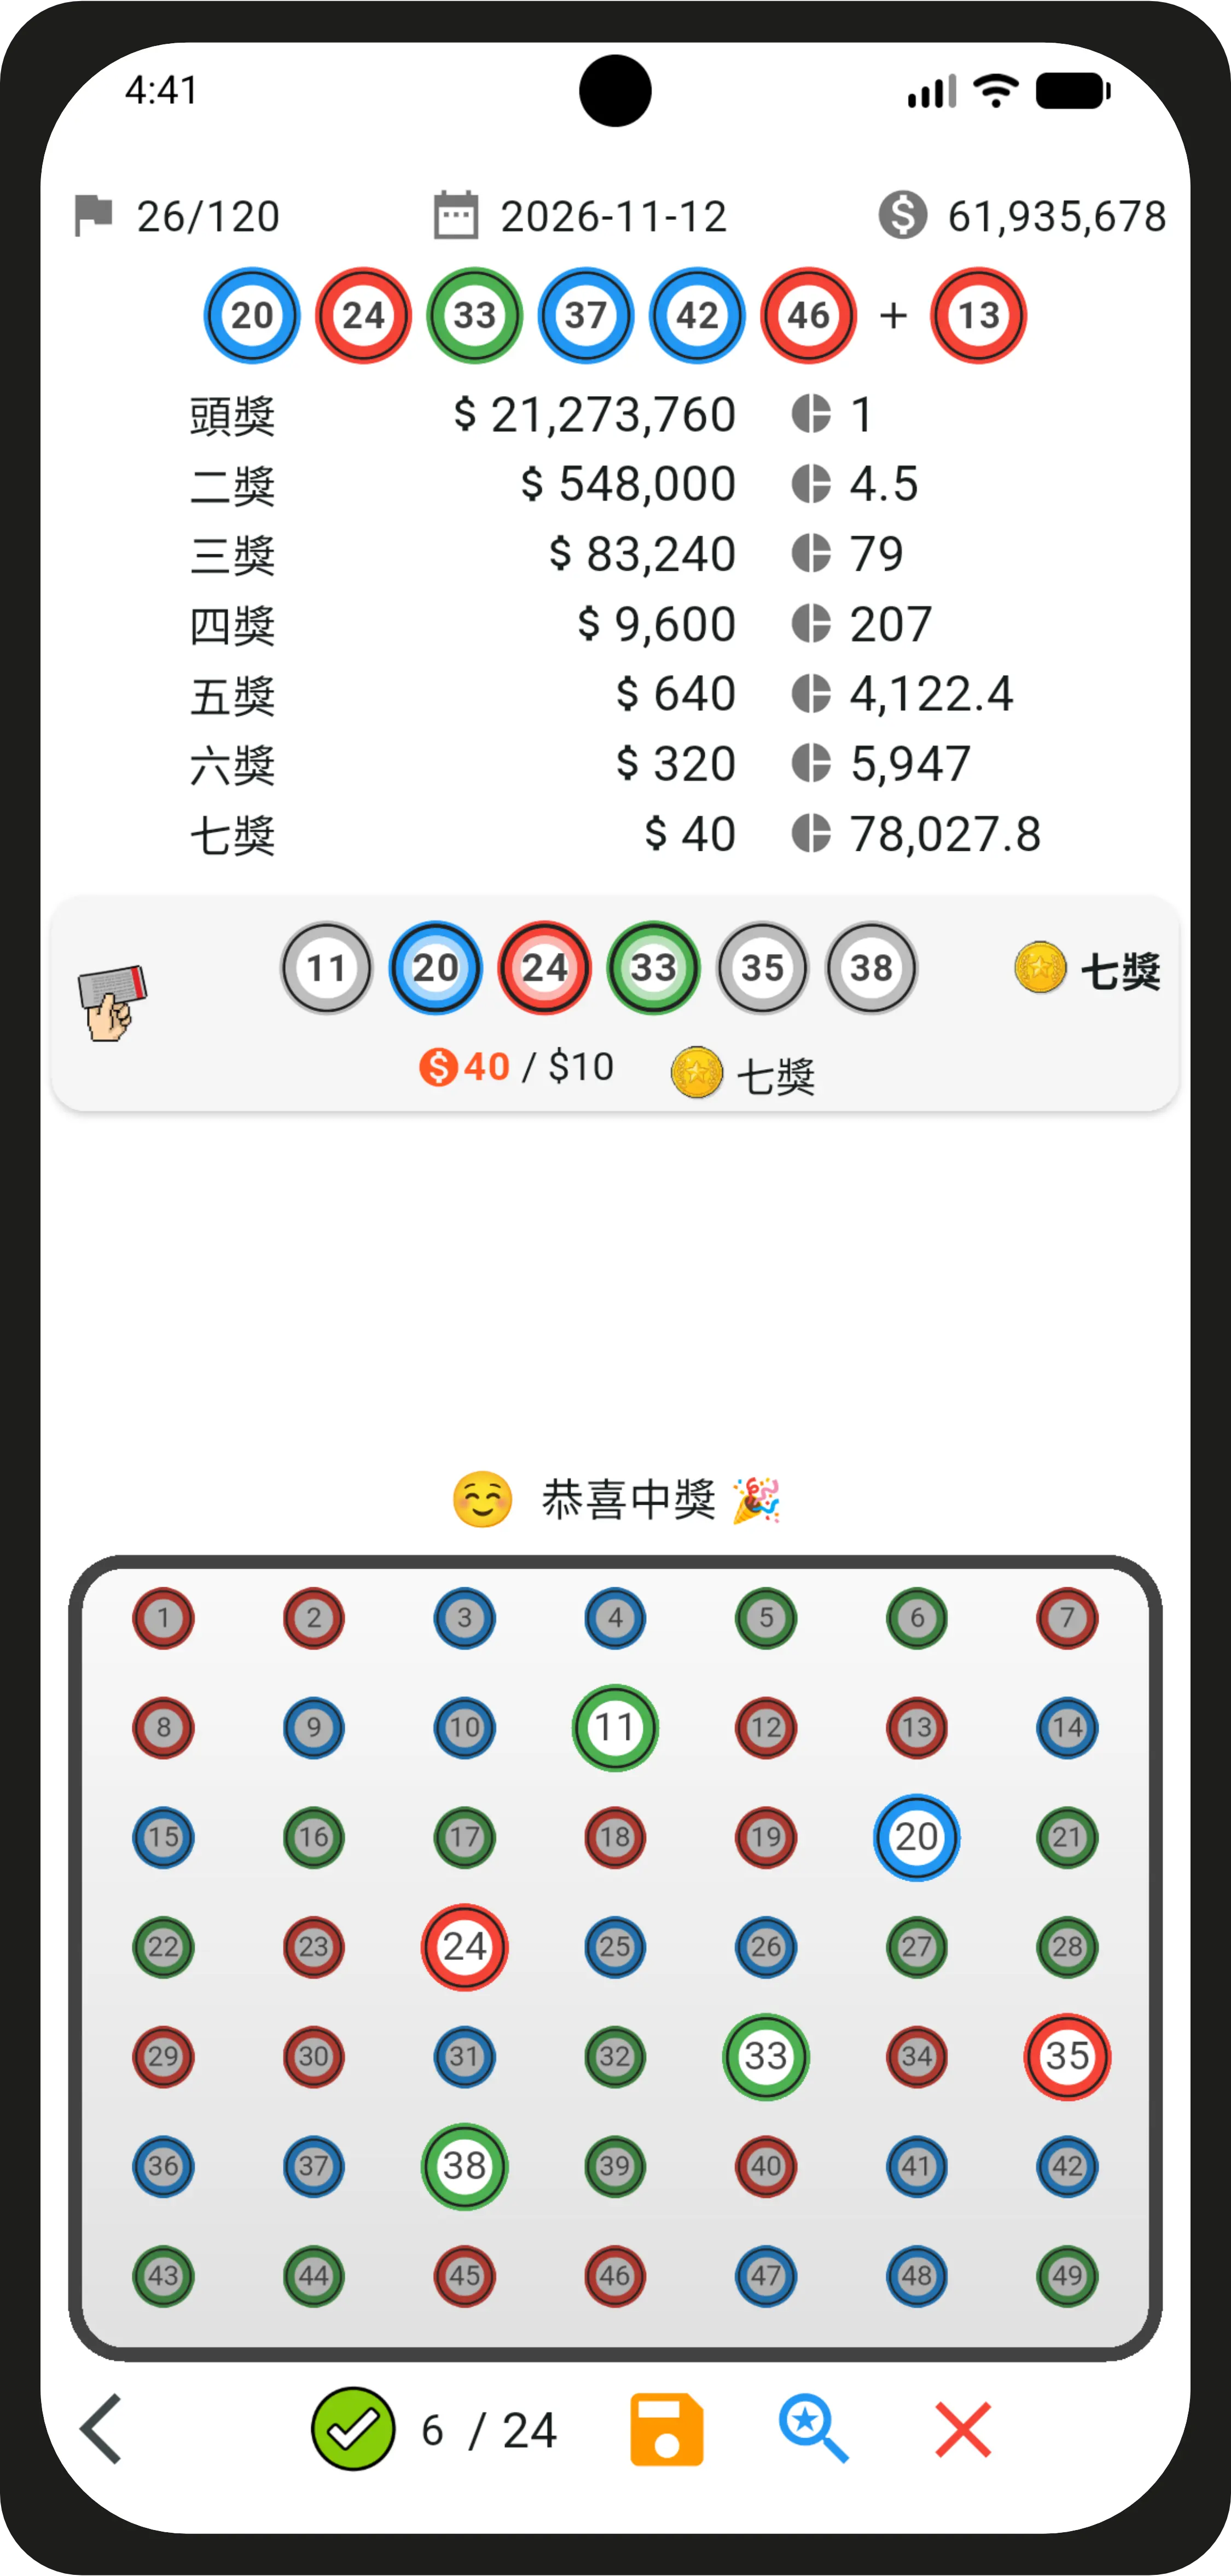 4:41
26/120 2026-11-12 $ 61,935,678
20 24 33 37 42 46 + 13
頭獎 $ 21,273,760 1
二獎 $ 548,000 4.5
三獎 $ 83,240 79
四獎 $ 9,600 207
五獎 $ 640 4,122.4
六獎 $ 320 5,947
七獎 $ 40 78,027.8
11 20 24 33 35 38 七獎
$ 40 / $10 七獎
恭喜中獎
1 2 3 4 5 6 7
8 9 10 11 12 13 14
15 16 17 18 19 20 21
22 23 24 25 26 27 28
29 30 31 32 33 34 35
36 37 38 39 40 41 42
43 44 45 46 47 48 49
6 / 24